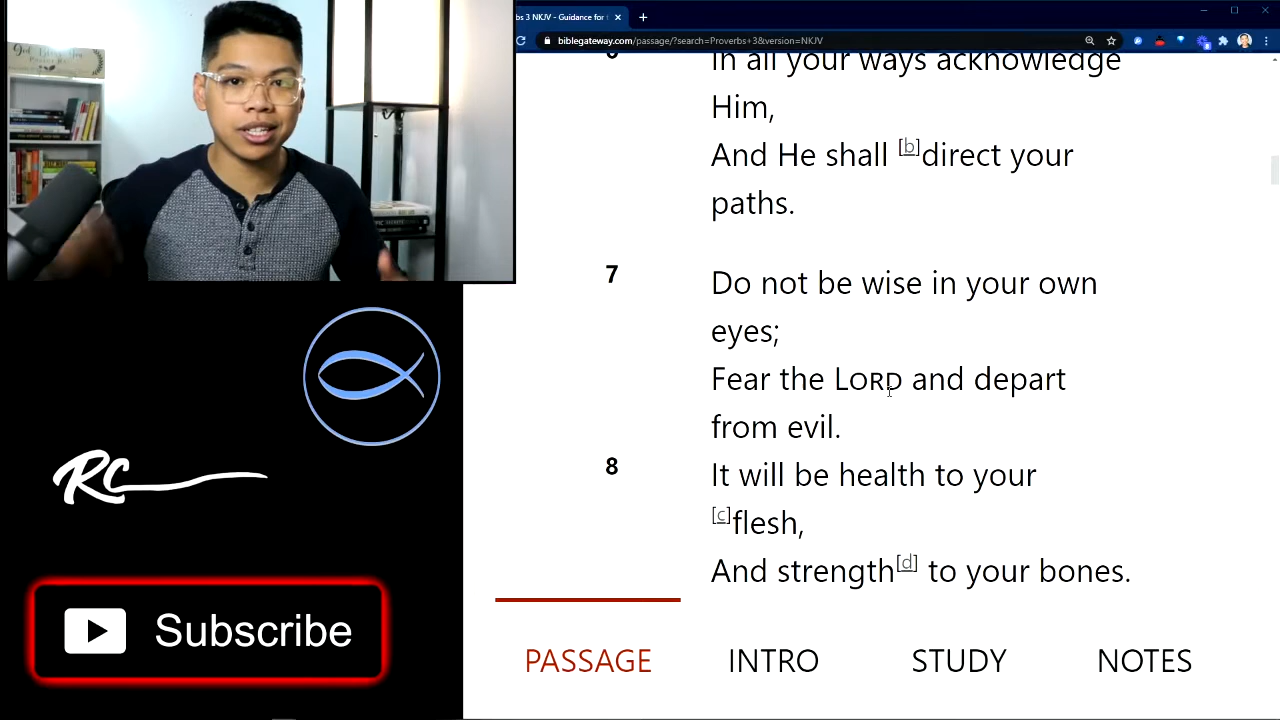 bs 3 NKJV - Guidance for
biblegateway.com/passage/?search=Proverbs+3&version=NKJV
In all your ways acknowledge
Him,
And He shall [b]direct your
paths.
7
Do not be wise in your own
eyes;
Fear the LORD and depart
from evil.
8
It will be health to your
[c]flesh,
And strength[d] to your bones.
PASSAGE INTRO STUDY NOTES
RC
Subscribe